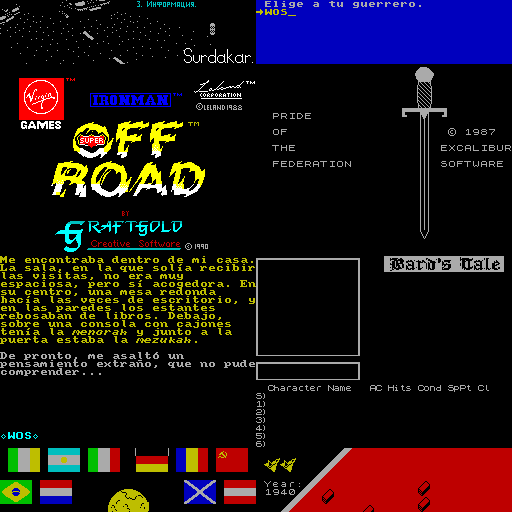 3. Информация.
Surdakar.
Elige a tu guerrero.
→WOS_
Virgin
GAMES
IRONMAN™
Leland
CORPORATION
©LELAND1988
SUPER
OFF
ROAD
BY
GRAFTGOLD
Creative Software © 1990
PRIDE
OF
THE
FEDERATION
© 1987
EXCALIBUR
SOFTWARE
Me encontraba dentro de mi casa.
La sala, en la que solía recibir
las visitas, no era muy
espaciosa, pero sí acogedora. En
su centro, una mesa redonda
hacía las veces de escritorio, y
en las paredes los estantes
rebosaban de libros. Debajo,
sobre una consola con cajones
tenía la menorah y junto a la
puerta estaba la mezukah.
De pronto, me asaltó un
pensamiento extraño, que no pude
comprender...
◇WOS◇
Bard's Tale
Character Name AC Hits Cond SpPt Cl
S)
1)
2)
3)
4)
5)
6)
Year:
1940